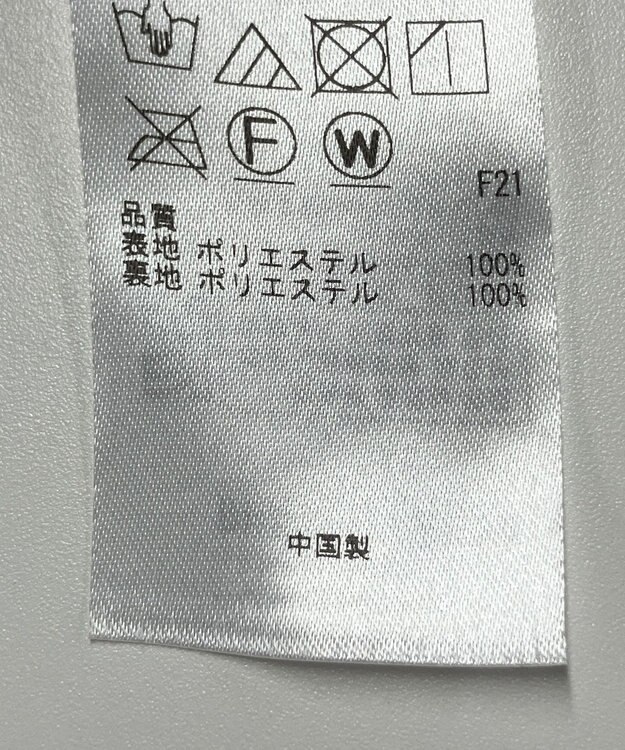 F W
F21
品質
表地 ポリエステル 100%
裏地 ポリエステル 100%
中国製